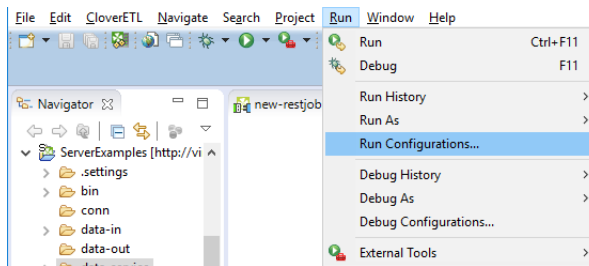 File Edit CloverETL Navigate Search Project Run Window Help
Run Ctrl+F11
Debug F11
Run History
Run As
Run Configurations...
Debug History
Debug As
Debug Configurations...
External Tools
Navigator
new-restjob
ServerExamples [http://vi
.settings
bin
conn
data-in
data-out